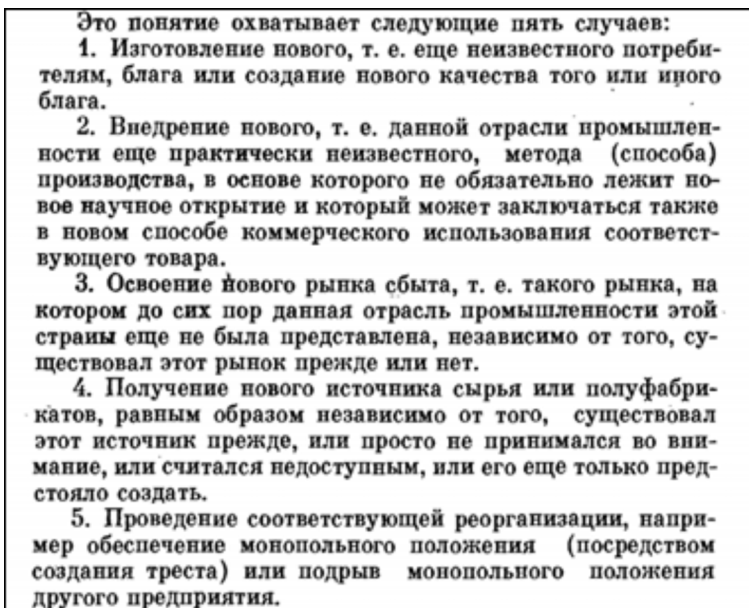 Это понятие охватывает следующие пять случаев:
1. Изготовление нового, т. е. еще неизвестного потреби-
телям, блага или создание нового качества того или иного
блага.
2. Внедрение нового, т. е. данной отрасли промышлен-
ности еще практически неизвестного, метода (способа)
производства, в основе которого не обязательно лежит но-
вое научное открытие и который может заключаться также
в новом способе коммерческого использования соответст-
вующего товара.
3. Освоение нового рынка сбыта, т. е. такого рынка, на
котором до сих пор данная отрасль промышленности этой
страны еще не была представлена, независимо от того, су-
ществовал этот рынок прежде или нет.
4. Получение нового источника сырья или полуфабри-
катов, равным образом независимо от того, существовал
этот источник прежде, или просто не принимался во вни-
мание, или считался недоступным, или его еще только пред-
стояло создать.
5. Проведение соответствующей реорганизации, напри-
мер обеспечение монопольного положения (посредством
создания треста) или подрыв монопольного положения
другого предприятия.